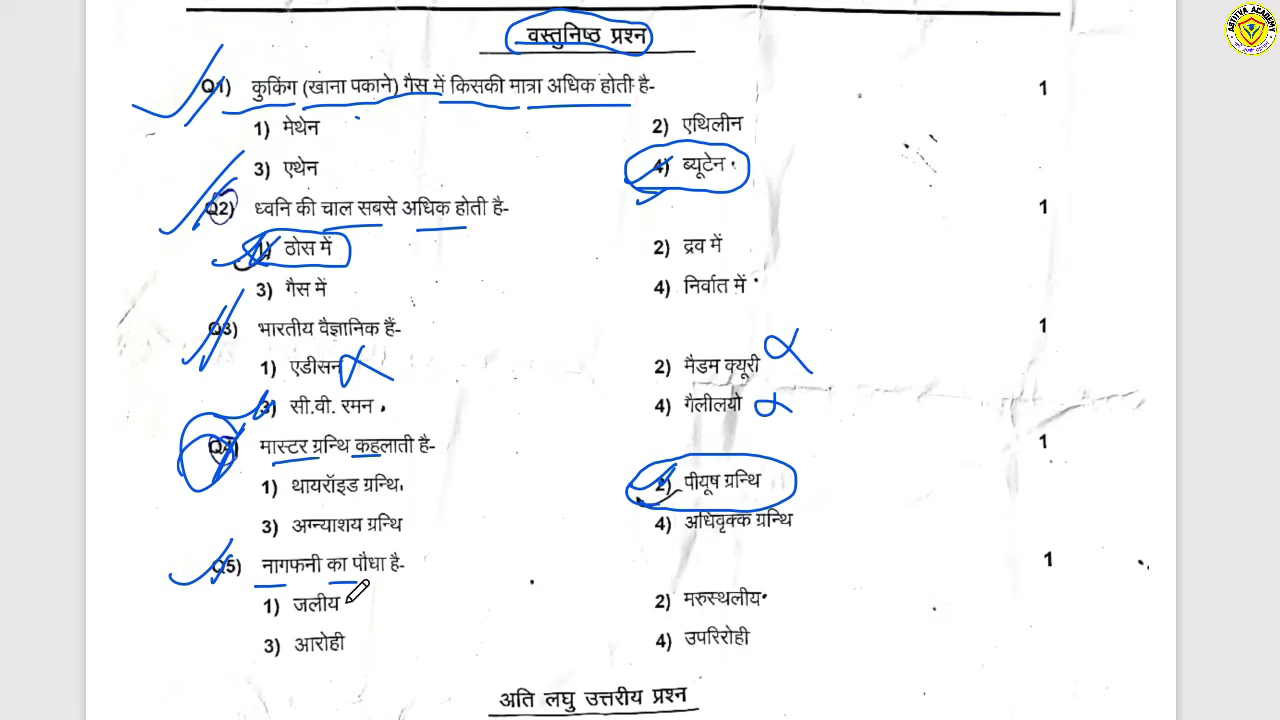 ASTITVA ACADEMY
वस्तुनिष्ठ प्रश्न
Q1) कुकिंग (खाना पकाने) गैस में किसकी मात्रा अधिक होती है- 1
1) मेथेन 2) एथिलीन
3) एथेन 4) ब्यूटेन
Q2) ध्वनि की चाल सबसे अधिक होती है- 1
1) ठोस में 2) द्रव में
3) गैस में 4) निर्वात में
Q3) भारतीय वैज्ञानिक हैं- 1
1) एडीसन 2) मैडम क्यूरी
3) सी.वी. रमन 4) गैलीलयो
Q4) मास्टर ग्रन्थि कहलाती है- 1
1) थायरॉइड ग्रन्थि 2) पीयूष ग्रन्थि
3) अग्न्याशय ग्रन्थि 4) अधिवृक्क ग्रन्थि
Q5) नागफनी का पौधा है- 1
1) जलीय 2) मरुस्थलीय
3) आरोही 4) उपरिरोही
अति लघु उत्तरीय प्रश्न